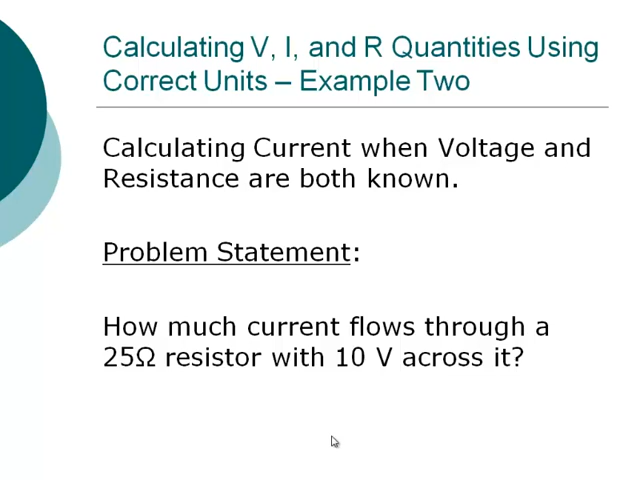 Calculating V, I, and R Quantities Using
Correct Units – Example Two
Calculating Current when Voltage and
Resistance are both known.
Problem Statement:
How much current flows through a
25Ω resistor with 10 V across it?